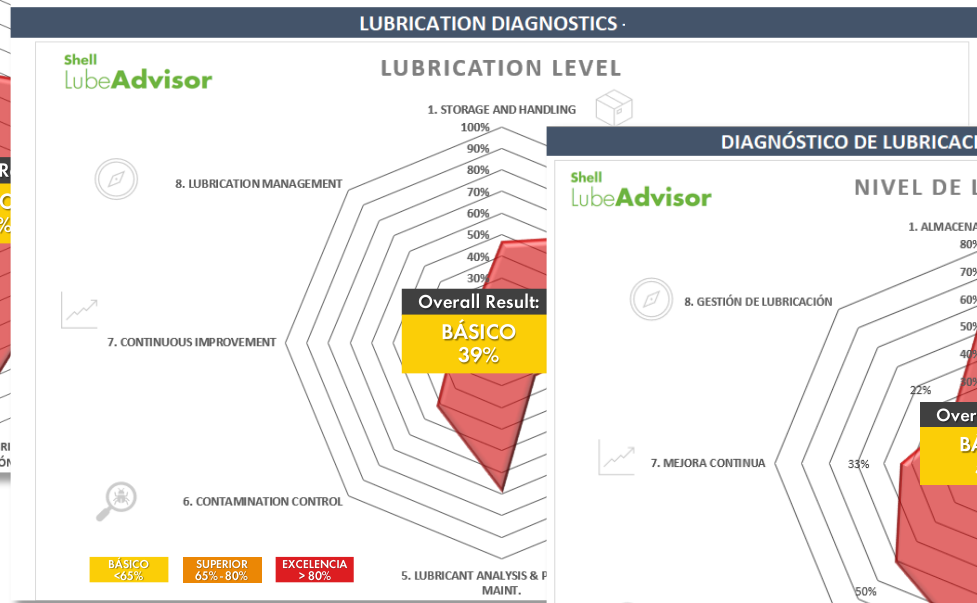 LUBRICATION DIAGNOSTICS ·
Shell
LubeAdvisor
LUBRICATION LEVEL
1. STORAGE AND HANDLING
100%
90%
80%
70%
60%
50%
40%
30%
8. LUBRICATION MANAGEMENT
7. CONTINUOUS IMPROVEMENT
6. CONTAMINATION CONTROL
5. LUBRICANT ANALYSIS & P
MAINT.
Overall Result:
BÁSICO
39%
BÁSICO
<65%
SUPERIOR
65%-80%
EXCELENCIA
> 80%
DIAGNÓSTICO DE LUBRICACI
Shell
LubeAdvisor
NIVEL DE L
1. ALMACENA
80%
70%
60%
50%
40%
30%
8. GESTIÓN DE LUBRICACIÓN
22%
Over
BÁ
7. MEJORA CONTINUA
33%
50%